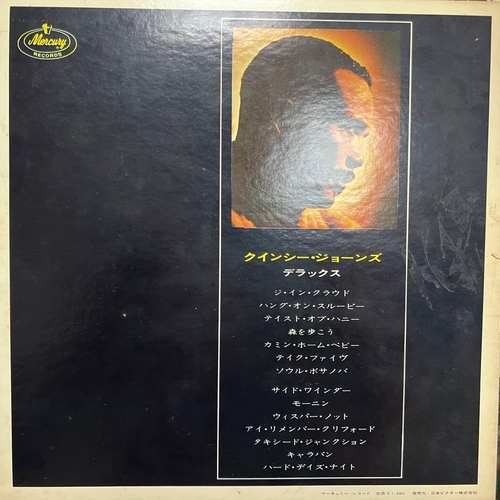 Mercury
RECORDS
クインシー・ジョーンズ
デラックス
ジ・イン・クラウド
ハング・オン・スルーピー
テイスト・オブ・ハニー
森を歩こう
カミン・ホーム・ベビー
テイク・ファイヴ
ソウル・ボサノバ
サイド・ワインダー
モーニン
ウィスパー・ノット
アイ・リメンバー・クリフォード
タキシード・ジャンクション
キャラバン
ハード・デイズ・ナイト